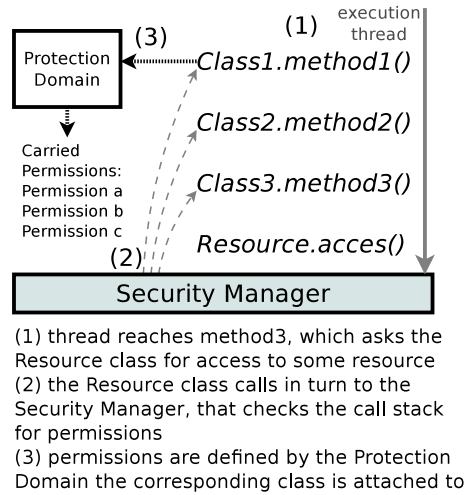 execution
thread
(1)
(3)
Protection
Domain
Class1.method1()
Class2.method2()
Carried
Permissions:
Permission a
Permission b
Permission c
Class3.method3()
(2)
Resource.acces()
Security Manager
(1) thread reaches method3, which asks the
Resource class for access to some resource
(2) the Resource class calls in turn to the
Security Manager, that checks the call stack
for permissions
(3) permissions are defined by the Protection
Domain the corresponding class is attached to